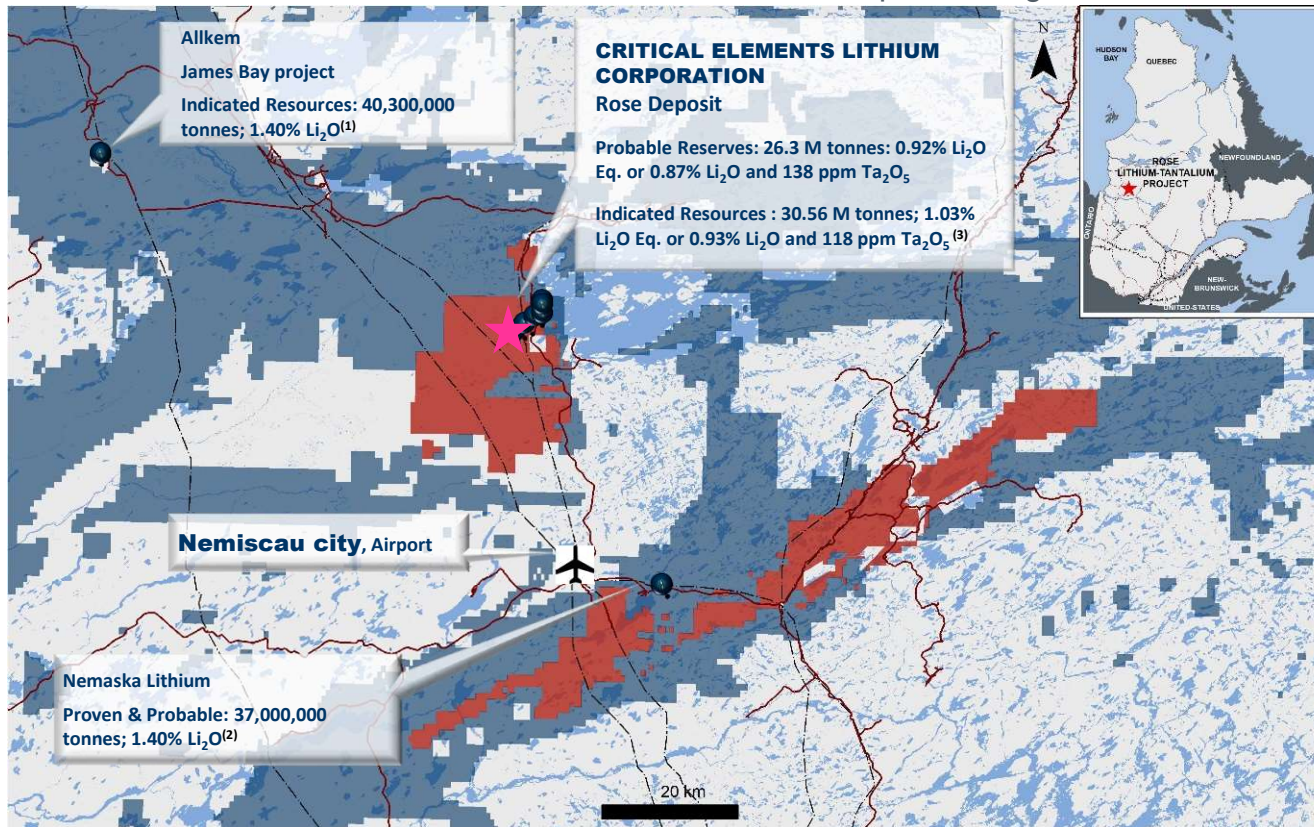 Allkem
James Bay project
Indicated Resources: 40,300,000
tonnes; 1.40% Li₂O⁽¹⁾
CRITICAL ELEMENTS LITHIUM
CORPORATION
Rose Deposit
Probable Reserves: 26.3 M tonnes: 0.92% Li₂O
Eq. or 0.87% Li₂O and 138 ppm Ta₂O₅
Indicated Resources : 30.56 M tonnes; 1.03%
Li₂O Eq. or 0.93% Li₂O and 118 ppm Ta₂O₅ ⁽³⁾
N
HUDSON
BAY
QUEBEC
NEWFOUNDLAND
ROSE
LITHIUM-TANTALIUM
PROJECT
ONTARIO
NEW-
BRUNSWICK
UNITED-STATES
Nemiscau city, Airport
Nemaska Lithium
Proven & Probable: 37,000,000
tonnes; 1.40% Li₂O⁽²⁾
20 km